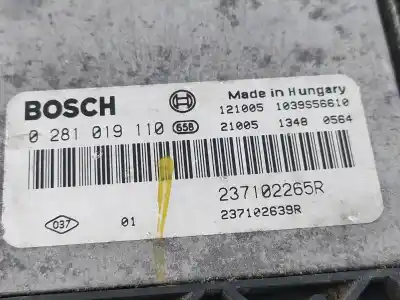 BOSCH
Made in Hungary
121005 1039S56610
0 281 019 110 658
21005 1348 0564
237102265R
037 01
237102639R